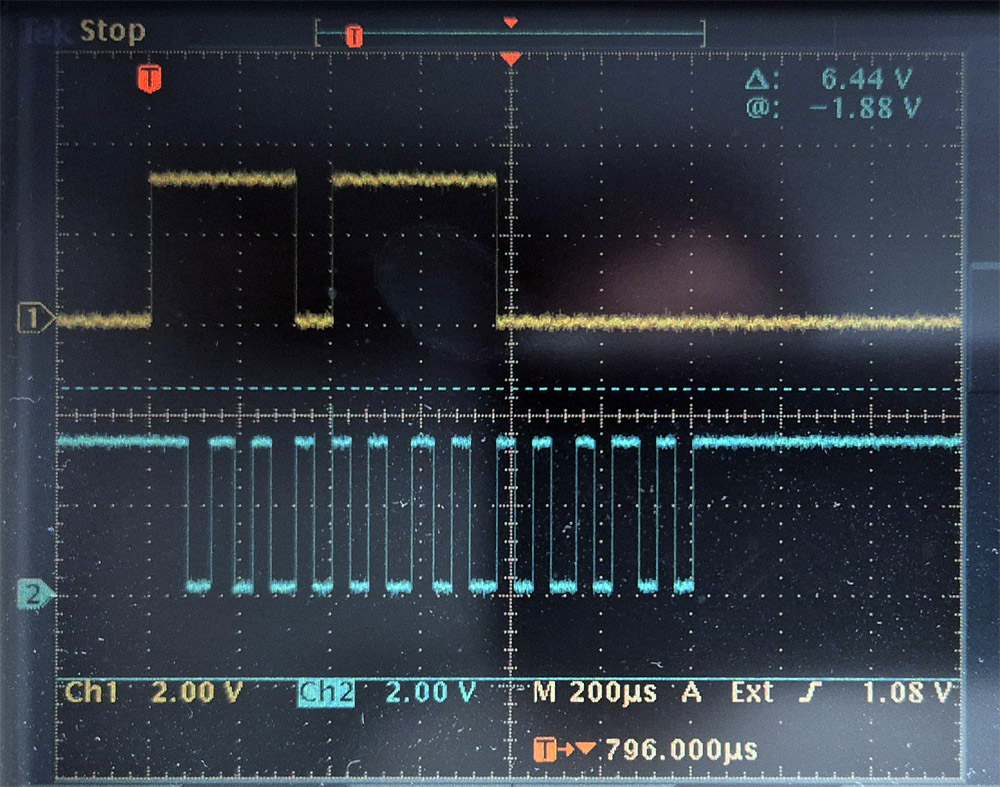 Tek Stop
T
T
Δ: 6.44 V
@: −1.88 V
1
2
Ch1 2.00 V Ch2 2.00 V M 200µs A Ext 1.08 V
T 796.000µs